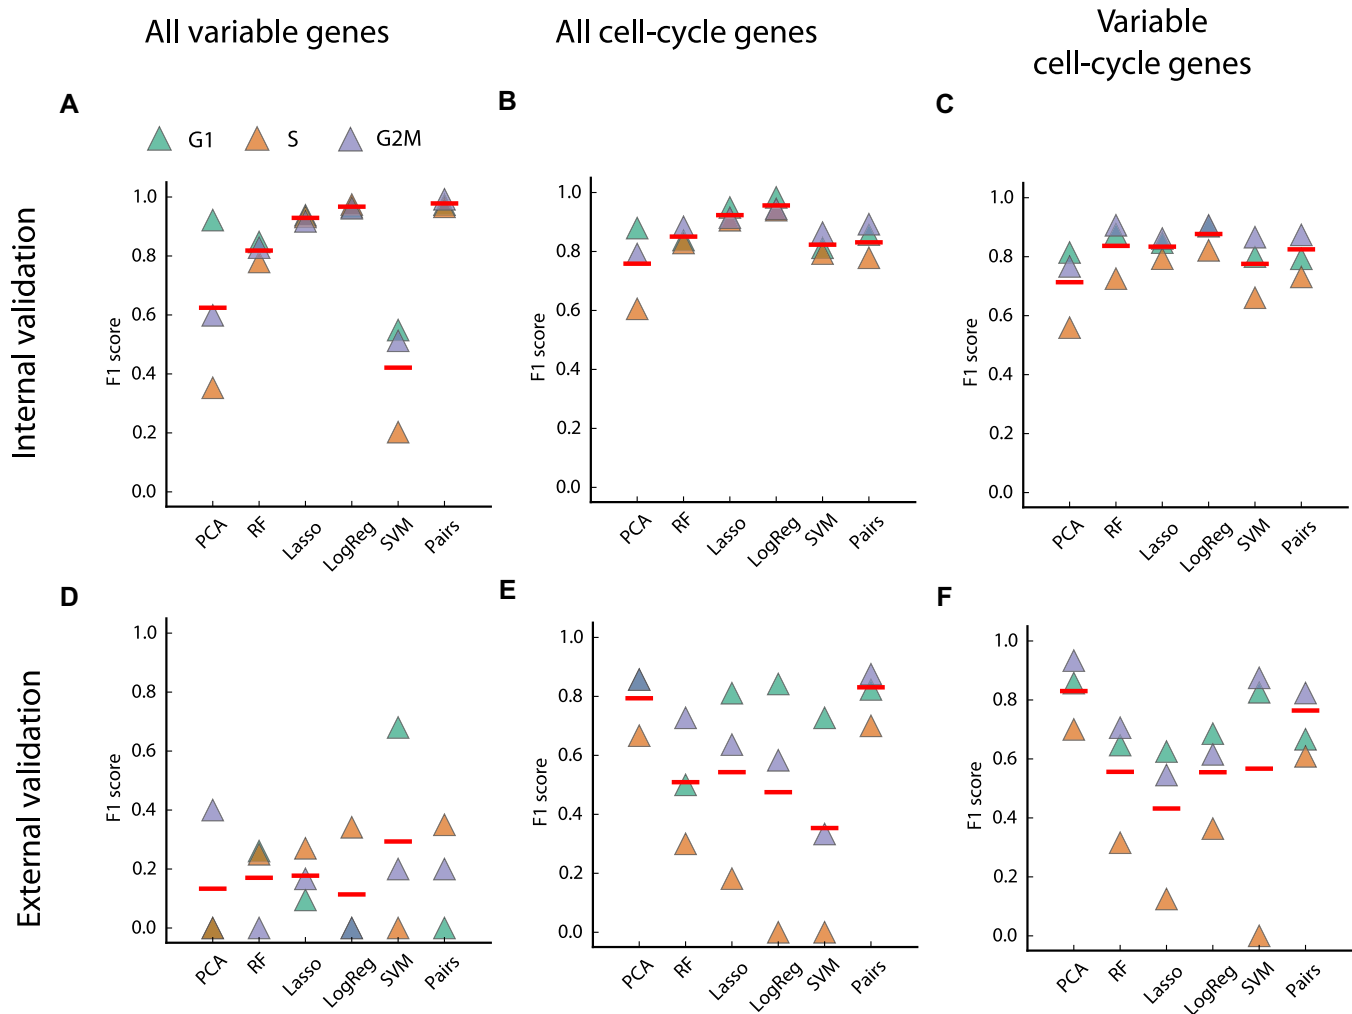 All variable genes
All cell-cycle genes
Variable
cell-cycle genes
Internal validation
External validation
A
G1
S
G2M
1.0
0.8
0.6
0.4
0.2
0.0
F1 score
PCA
RF
Lasso
LogReg
SVM
Pairs
B
1.0
0.8
0.6
0.4
0.2
0.0
F1 score
PCA
RF
Lasso
LogReg
SVM
Pairs
C
1.0
0.8
0.6
0.4
0.2
0.0
F1 score
PCA
RF
Lasso
LogReg
SVM
Pairs
D
1.0
0.8
0.6
0.4
0.2
0.0
F1 score
PCA
RF
Lasso
LogReg
SVM
Pairs
E
1.0
0.8
0.6
0.4
0.2
0.0
F1 score
PCA
RF
Lasso
LogReg
SVM
Pairs
F
1.0
0.8
0.6
0.4
0.2
0.0
F1 score
PCA
RF
Lasso
LogReg
SVM
Pairs